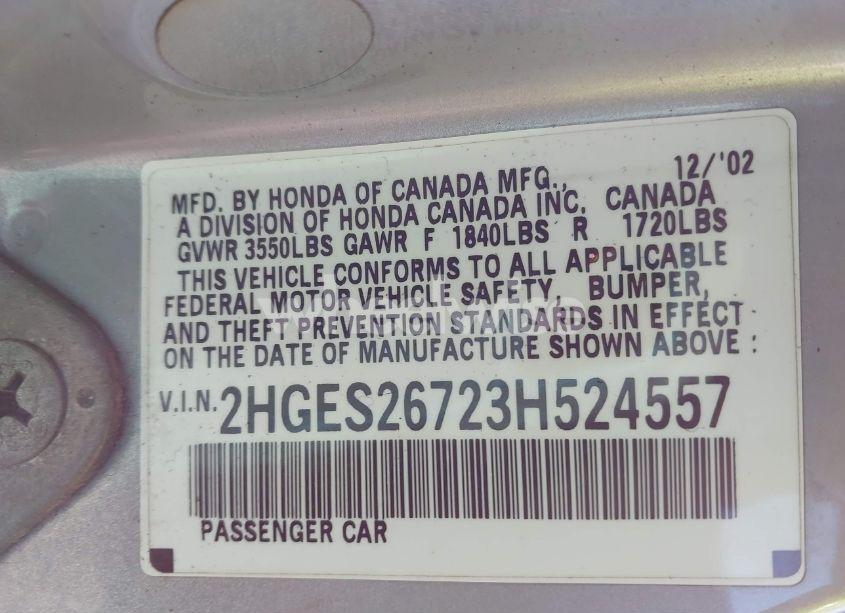 12/'02
MFD. BY HONDA OF CANADA MFG.,
A DIVISION OF HONDA CANADA INC, CANADA
GVWR 3550LBS GAWR F 1840LBS R 1720LBS
THIS VEHICLE CONFORMS TO ALL APPLICABLE
FEDERAL MOTOR VEHICLE SAFETY, BUMPER,
AND THEFT PREVENTION STANDARDS IN EFFECT
ON THE DATE OF MANUFACTURE SHOWN ABOVE :
V.I.N. 2HGES26723H524557
PASSENGER CAR